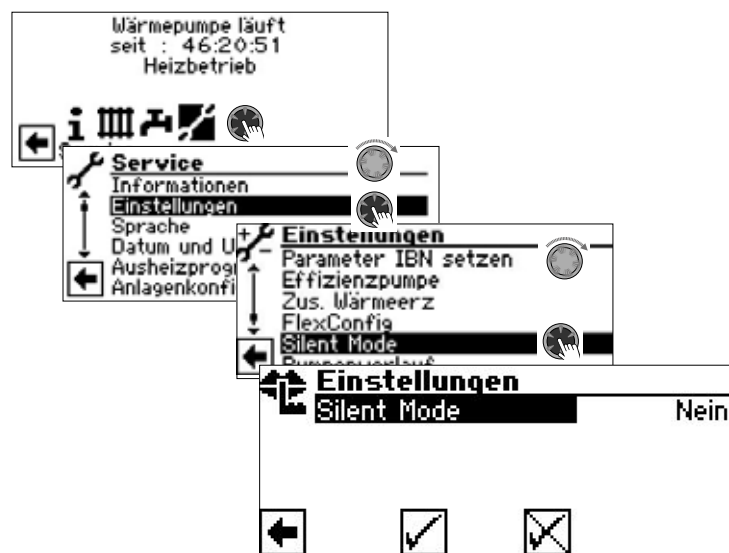 Wärmepumpe läuft
seit : 46:20:51
Heizbetrieb
Service
Informationen
Einstellungen
Sprache
Datum und U
Ausheizprog
Anlagenkonfi
Einstellungen
Parameter IBN setzen
Effizienzpumpe
Zus. Wärmeerz
FlexConfig
Silent Mode
Einstellungen
Silent Mode Nein